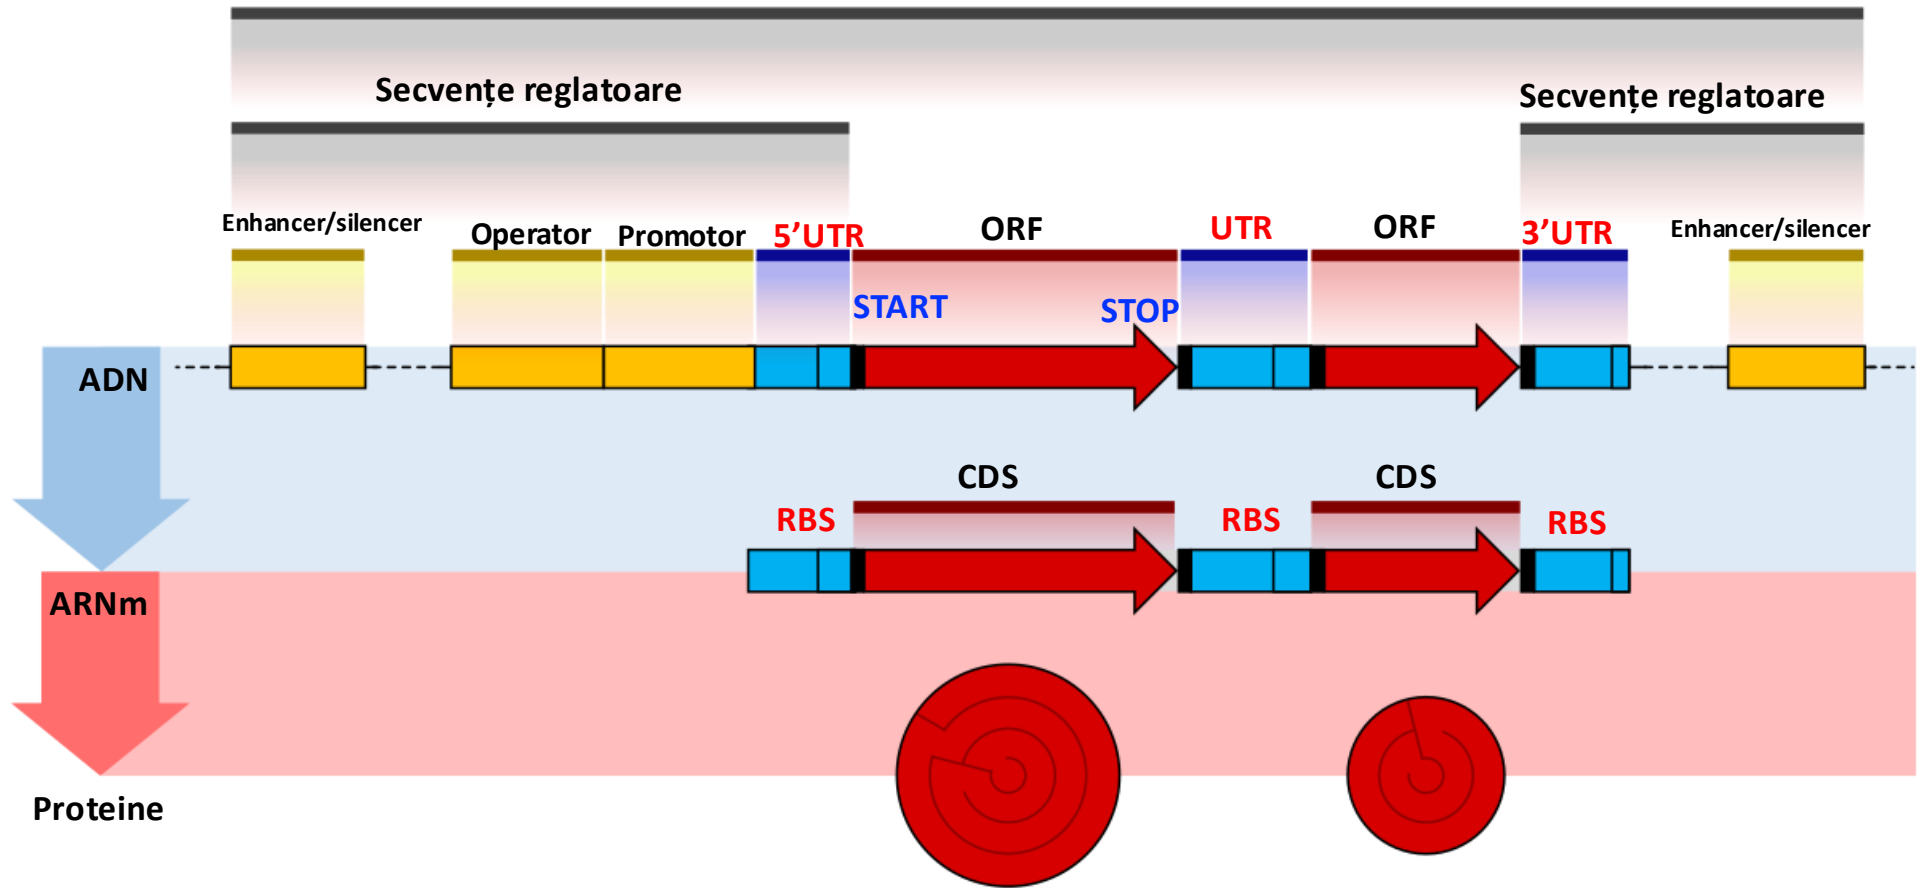 Secvențe reglatoare
Secvențe reglatoare
Enhancer/silencer
Operator
Promotor
5’UTR
ORF
UTR
ORF
3’UTR
Enhancer/silencer
START
STOP
ADN
CDS
CDS
RBS
RBS
RBS
ARNm
Proteine